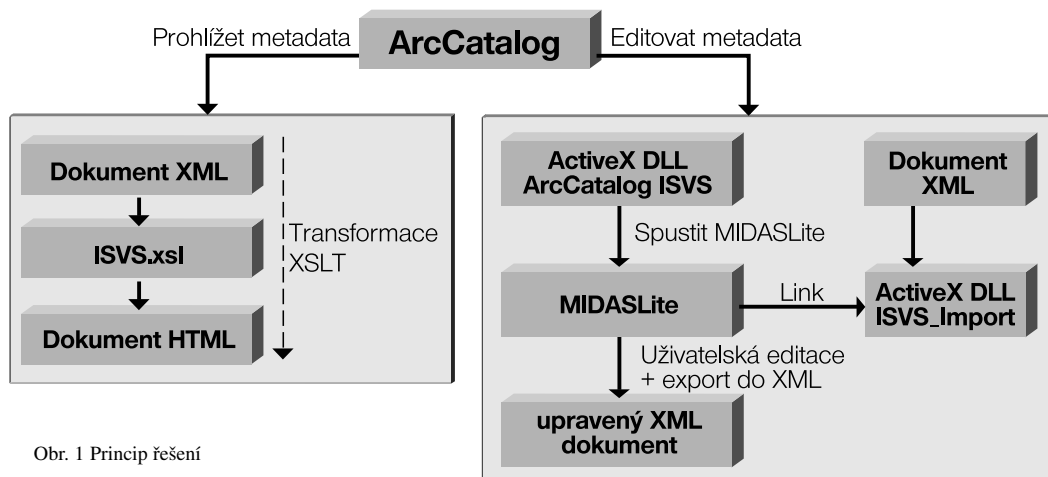 Prohlížet metadata
ArcCatalog
Editovat metadata
Dokument XML
ISVS.xsl
Dokument HTML
Transformace
XSLT
ActiveX DLL
ArcCatalog ISVS
Dokument
XML
Spustit MIDASLite
MIDASLite
Link
ActiveX DLL
ISVS_Import
Uživatelská editace
+ export do XML
upravený XML
dokument
Obr. 1 Princip řešení